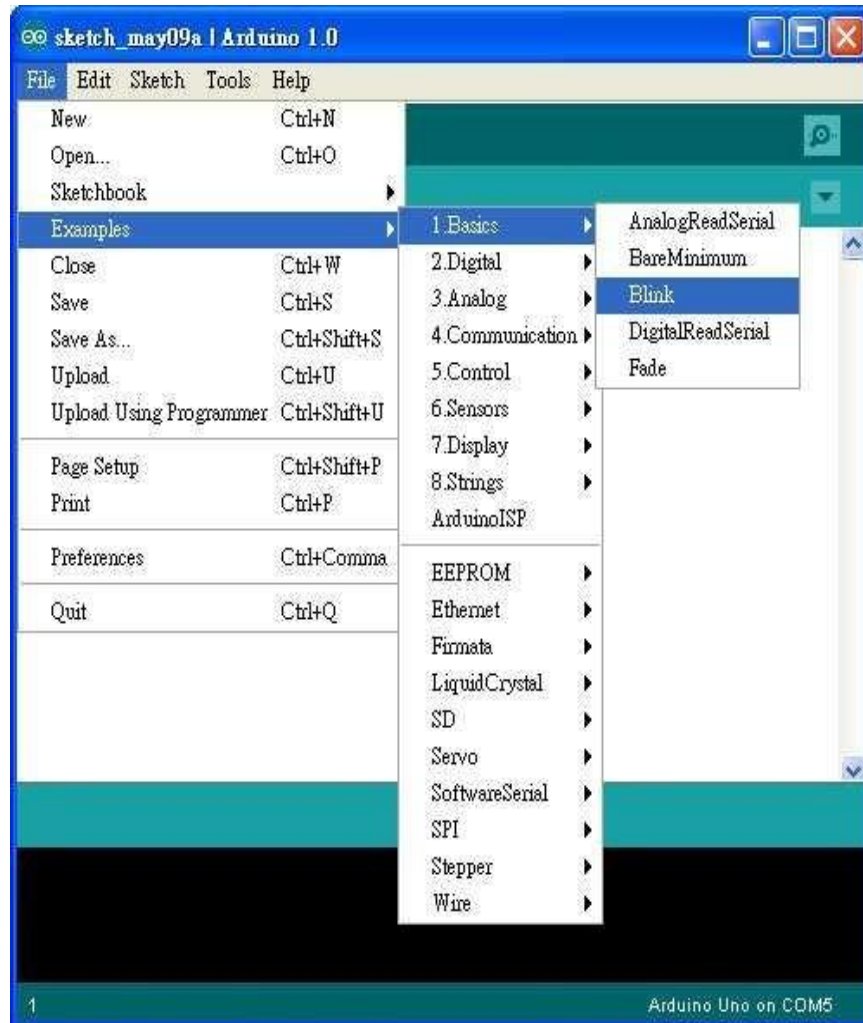 sketch_may09a | Arduino 1.0
File Edit Sketch Tools Help
New Ctrl+N
Open... Ctrl+O
Sketchbook
Examples
Close Ctrl+W
Save Ctrl+S
Save As... Ctrl+Shift+S
Upload Ctrl+U
Upload Using Programmer Ctrl+Shift+U
Page Setup Ctrl+Shift+P
Print Ctrl+P
Preferences Ctrl+Comma
Quit Ctrl+Q
1.Basics
2.Digital
3.Analog
4.Communication
5.Control
6.Sensors
7.Display
8.Strings
ArduinoISP
EEPROM
Ethernet
Firmata
LiquidCrystal
SD
Servo
SoftwareSerial
SPI
Stepper
Wire
AnalogReadSerial
BareMinimum
Blink
DigitalReadSerial
Fade
1 Arduino Uno on COM5